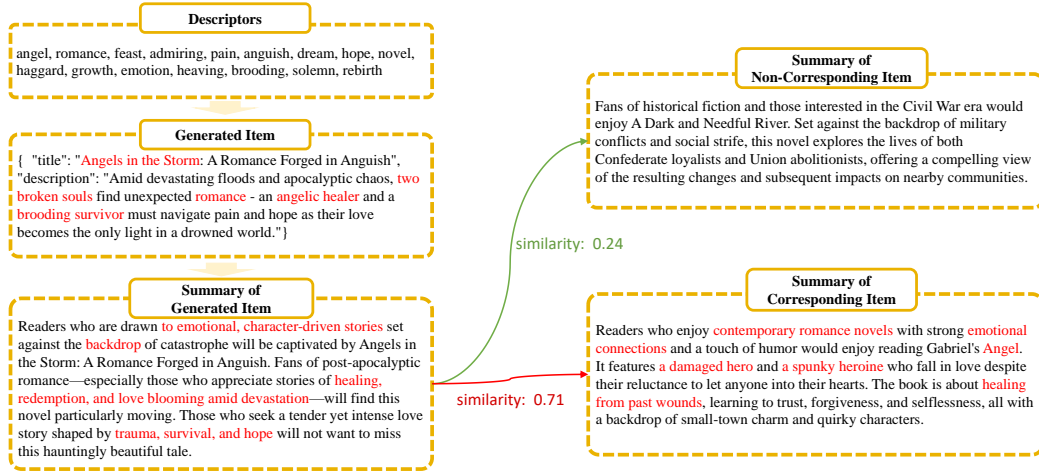 Descriptors
angel, romance, feast, admiring, pain, anguish, dream, hope, novel,
haggard, growth, emotion, heaving, brooding, solemn, rebirth
Generated Item
{ "title": "Angels in the Storm: A Romance Forged in Anguish",
"description": "Amid devastating floods and apocalyptic chaos, two
broken souls find unexpected romance - an angelic healer and a
brooding survivor must navigate pain and hope as their love
becomes the only light in a drowned world."}
Summary of
Generated Item
Readers who are drawn to emotional, character-driven stories set
against the backdrop of catastrophe will be captivated by Angels in
the Storm: A Romance Forged in Anguish. Fans of post-apocalyptic
romance—especially those who appreciate stories of healing,
redemption, and love blooming amid devastation—will find this
novel particularly moving. Those who seek a tender yet intense love
story shaped by trauma, survival, and hope will not want to miss
this hauntingly beautiful tale.
similarity: 0.24
similarity: 0.71
Summary of
Non-Corresponding Item
Fans of historical fiction and those interested in the Civil War era would
enjoy A Dark and Needful River. Set against the backdrop of military
conflicts and social strife, this novel explores the lives of both
Confederate loyalists and Union abolitionists, offering a compelling view
of the resulting changes and subsequent impacts on nearby communities.
Summary of
Corresponding Item
Readers who enjoy contemporary romance novels with strong emotional
connections and a touch of humor would enjoy reading Gabriel's Angel.
It features a damaged hero and a spunky heroine who fall in love despite
their reluctance to let anyone into their hearts. The book is about healing
from past wounds, learning to trust, forgiveness, and selflessness, all with
a backdrop of small-town charm and quirky characters.